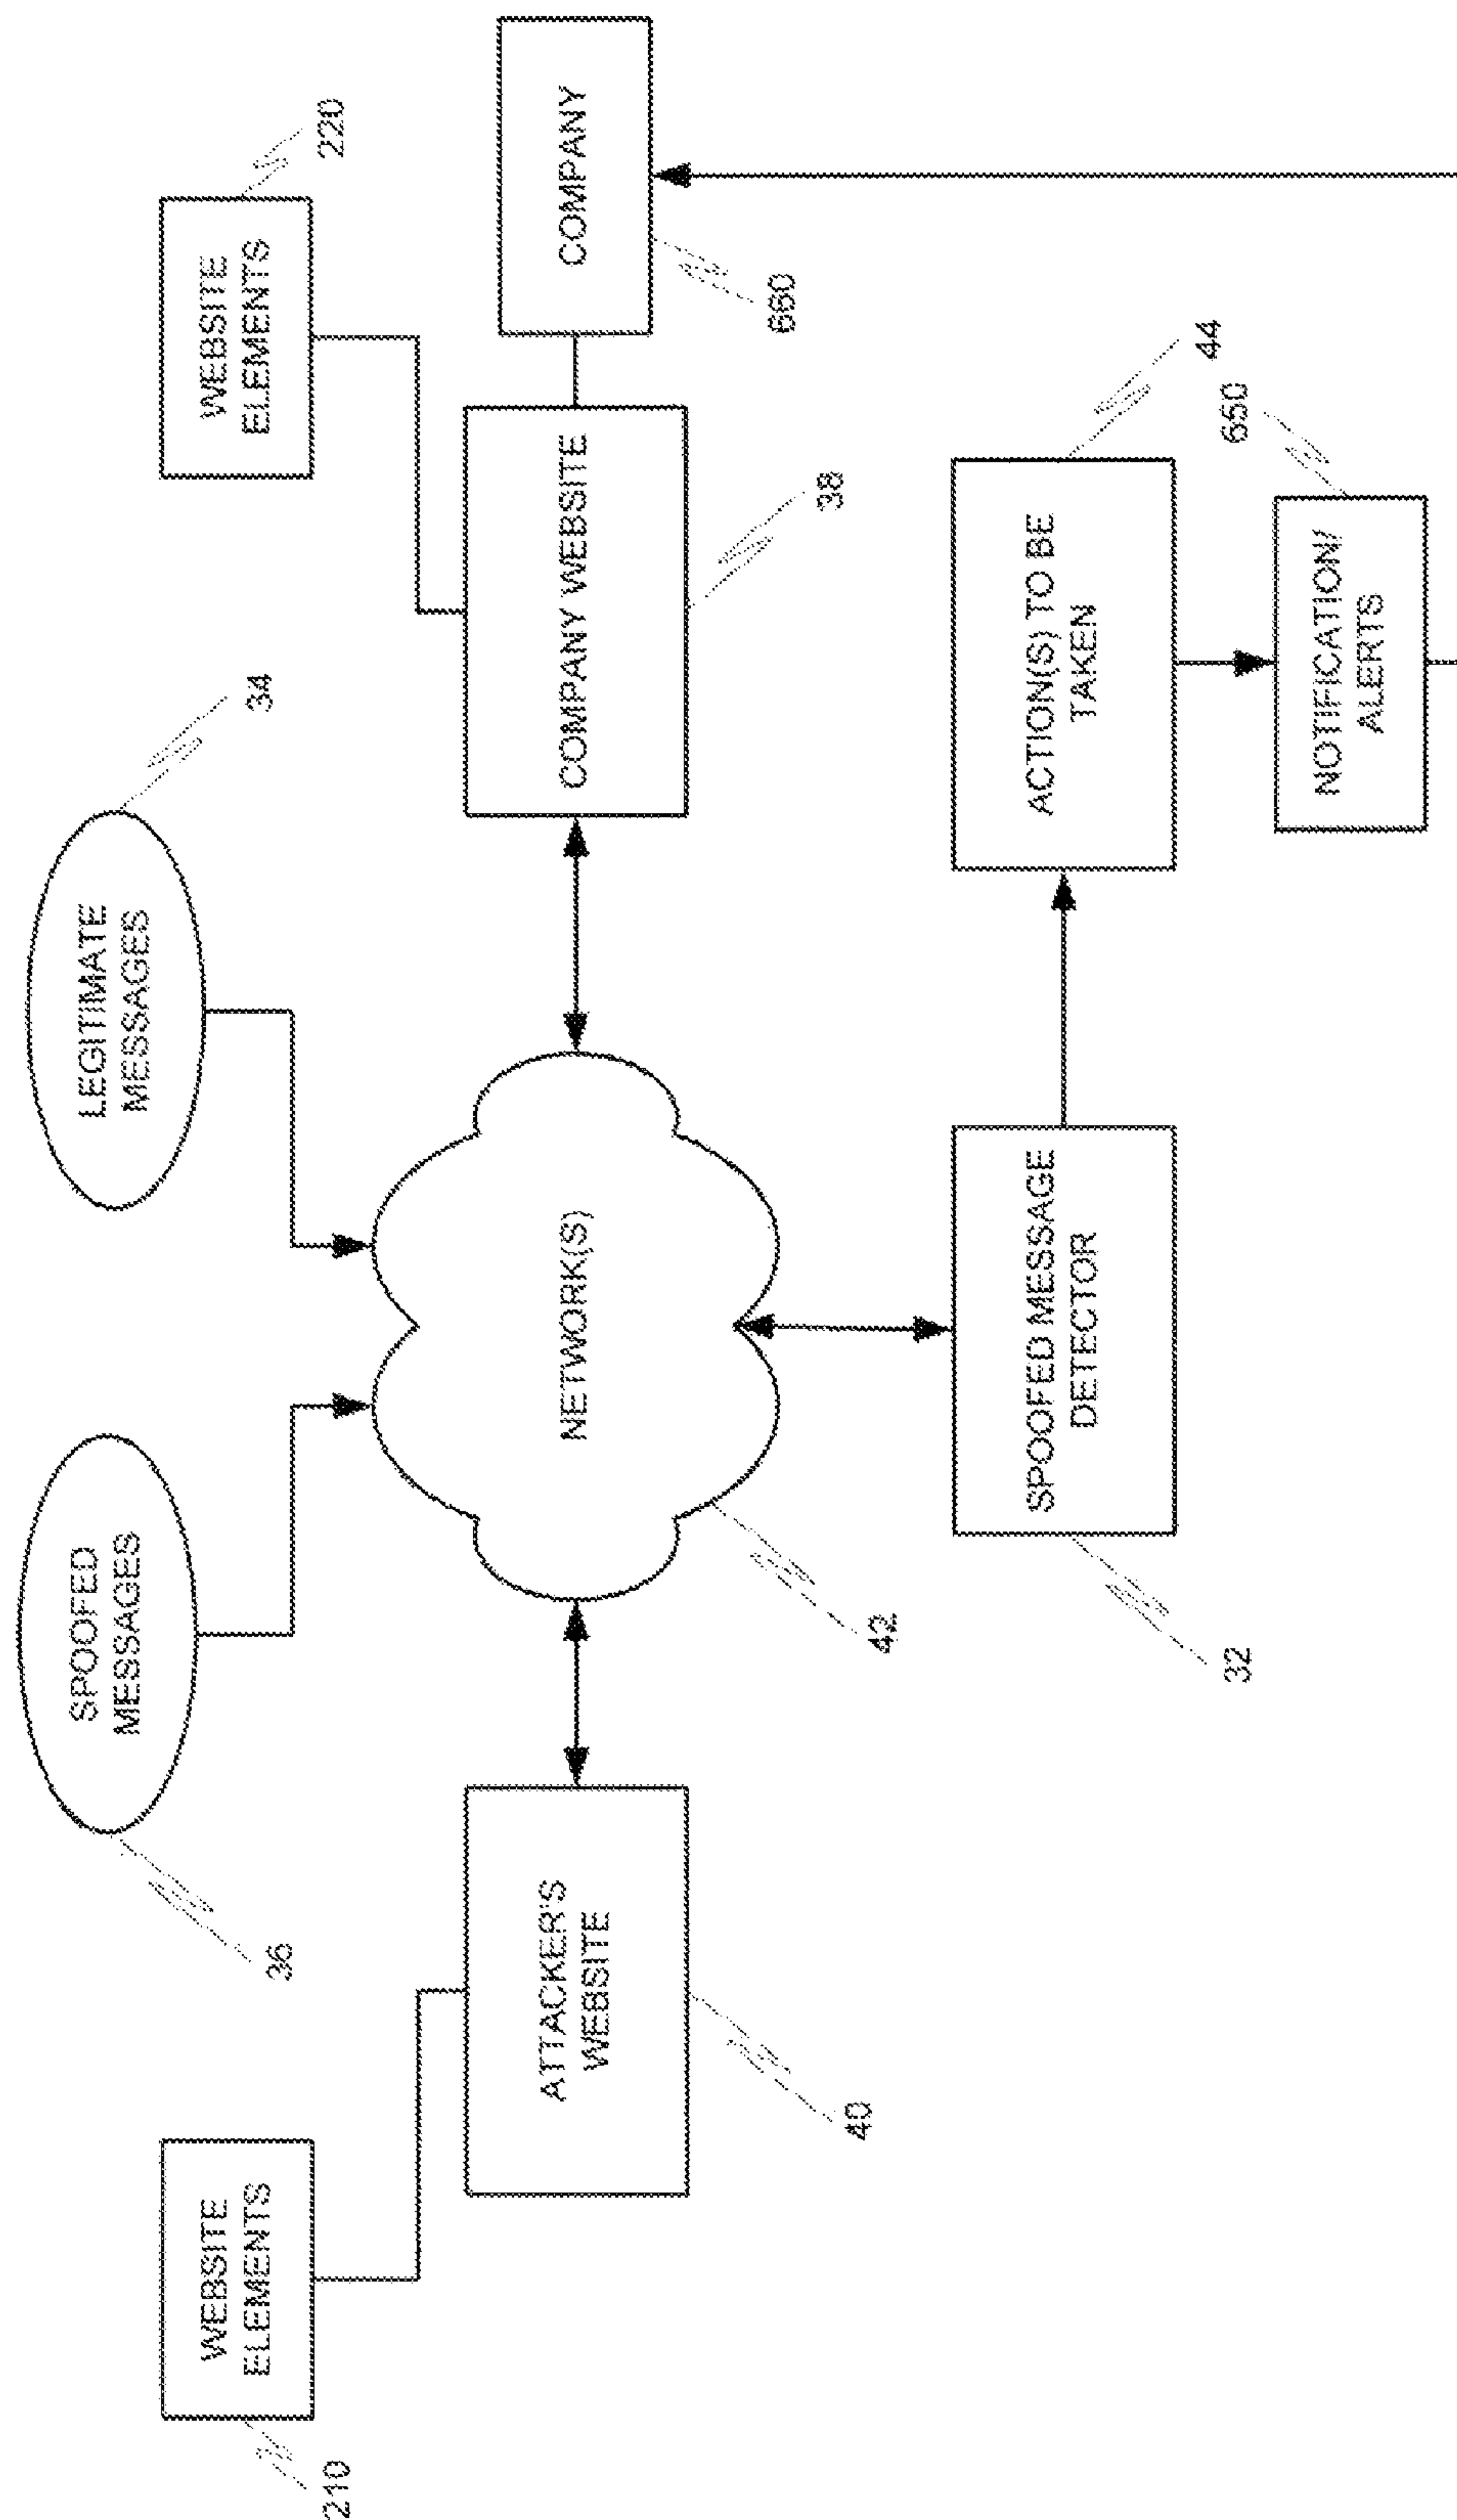 SPOOFED
MESSAGES
36
LEGITIMATE
MESSAGES
34
WEBSITE
ELEMENTS
210
WEBSITE
ELEMENTS
220
ATTACKER'S
WEBSITE
40
NETWORK(S)
42
COMPANY WEBSITE
38
COMPANY
660
SPOOFED MESSAGE
DETECTOR
32
ACTION(S) TO BE
TAKEN
44
NOTIFICATION/
ALERTS
650